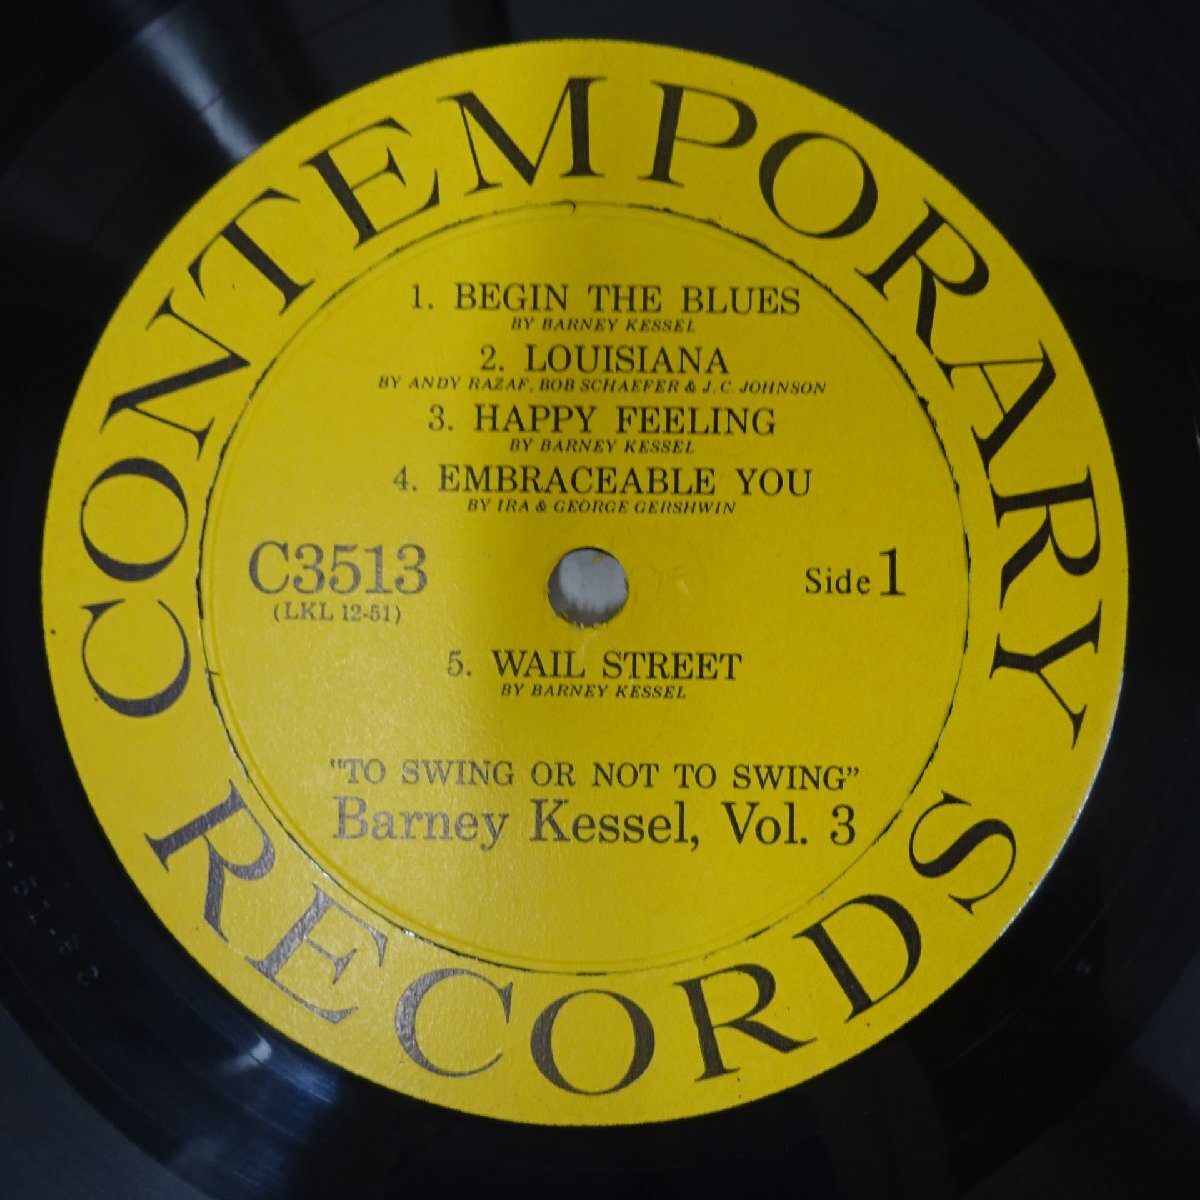 CONTEMPORARY RECORDS
1. BEGIN THE BLUES
BY BARNEY KESSEL
2. LOUISIANA
BY ANDY RAZAF, BOB SCHAEFER & J. C. JOHNSON
3. HAPPY FEELING
BY BARNEY KESSEL
4. EMBRACEABLE YOU
BY IRA & GEORGE GERSHWIN
C3513
(LKL 12-51)
Side 1
5. WAIL STREET
BY BARNEY KESSEL
"TO SWING OR NOT TO SWING"
Barney Kessel, Vol. 3